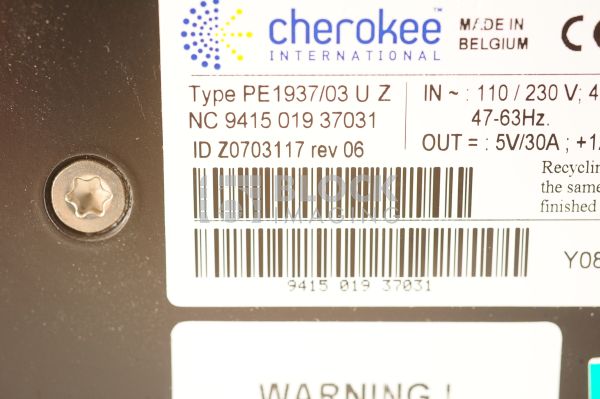 cherokee™
INTERNATIONAL
MADE IN
BELGIUM
CE
Type PE1937/03 U Z
NC 9415 019 37031
ID Z0703117 rev 06
IN ~ : 110 / 230 V; 4
47-63Hz.
OUT = : 5V/30A ; +1
Recyclin
the same
finished
BLOCK
IMAGING
Y08
9415 019 37031
WARNING !